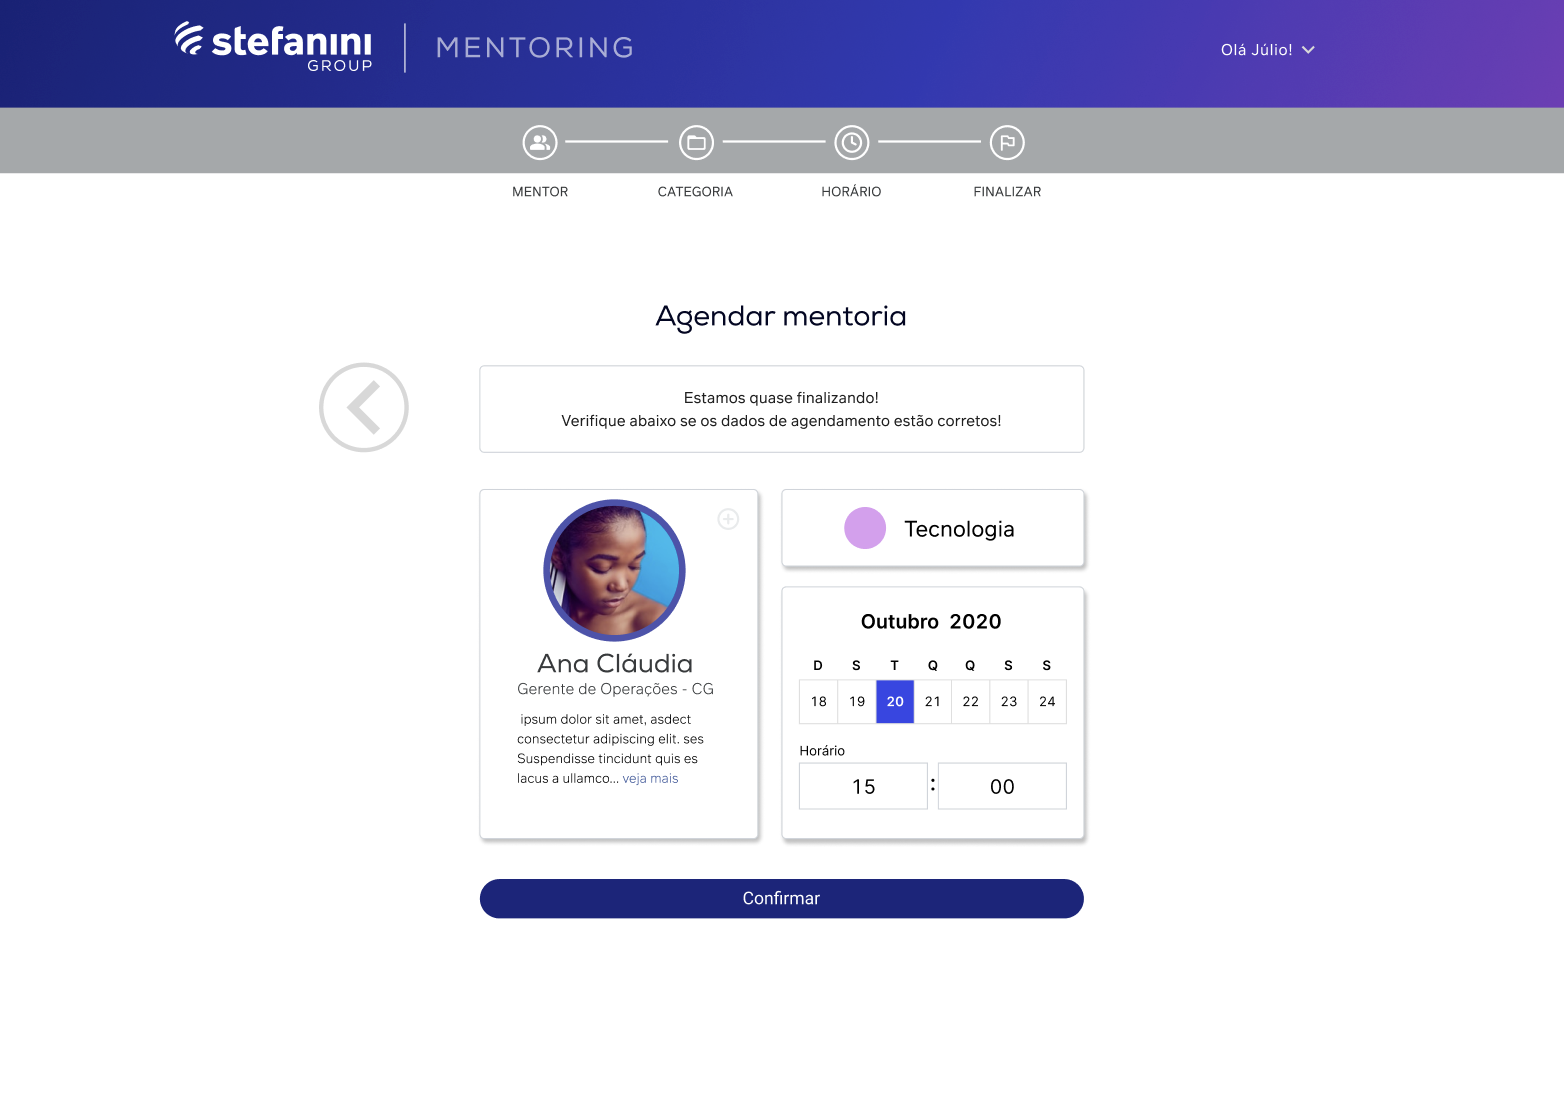 stefanini
GROUP
MENTORING
Olá Júlio!
MENTOR
CATEGORIA
HORÁRIO
FINALIZAR
Agendar mentoria
Estamos quase finalizando!
Verifique abaixo se os dados de agendamento estão corretos!
Ana Cláudia
Gerente de Operações - CG
ipsum dolor sit amet, asdect
consectetur adipiscing elit. ses
Suspendisse tincidunt quis es
lacus a ullamco... veja mais
Tecnologia
Outubro 2020
D S T Q Q S S
18 19 20 21 22 23 24
Horário
15 : 00
Confirmar